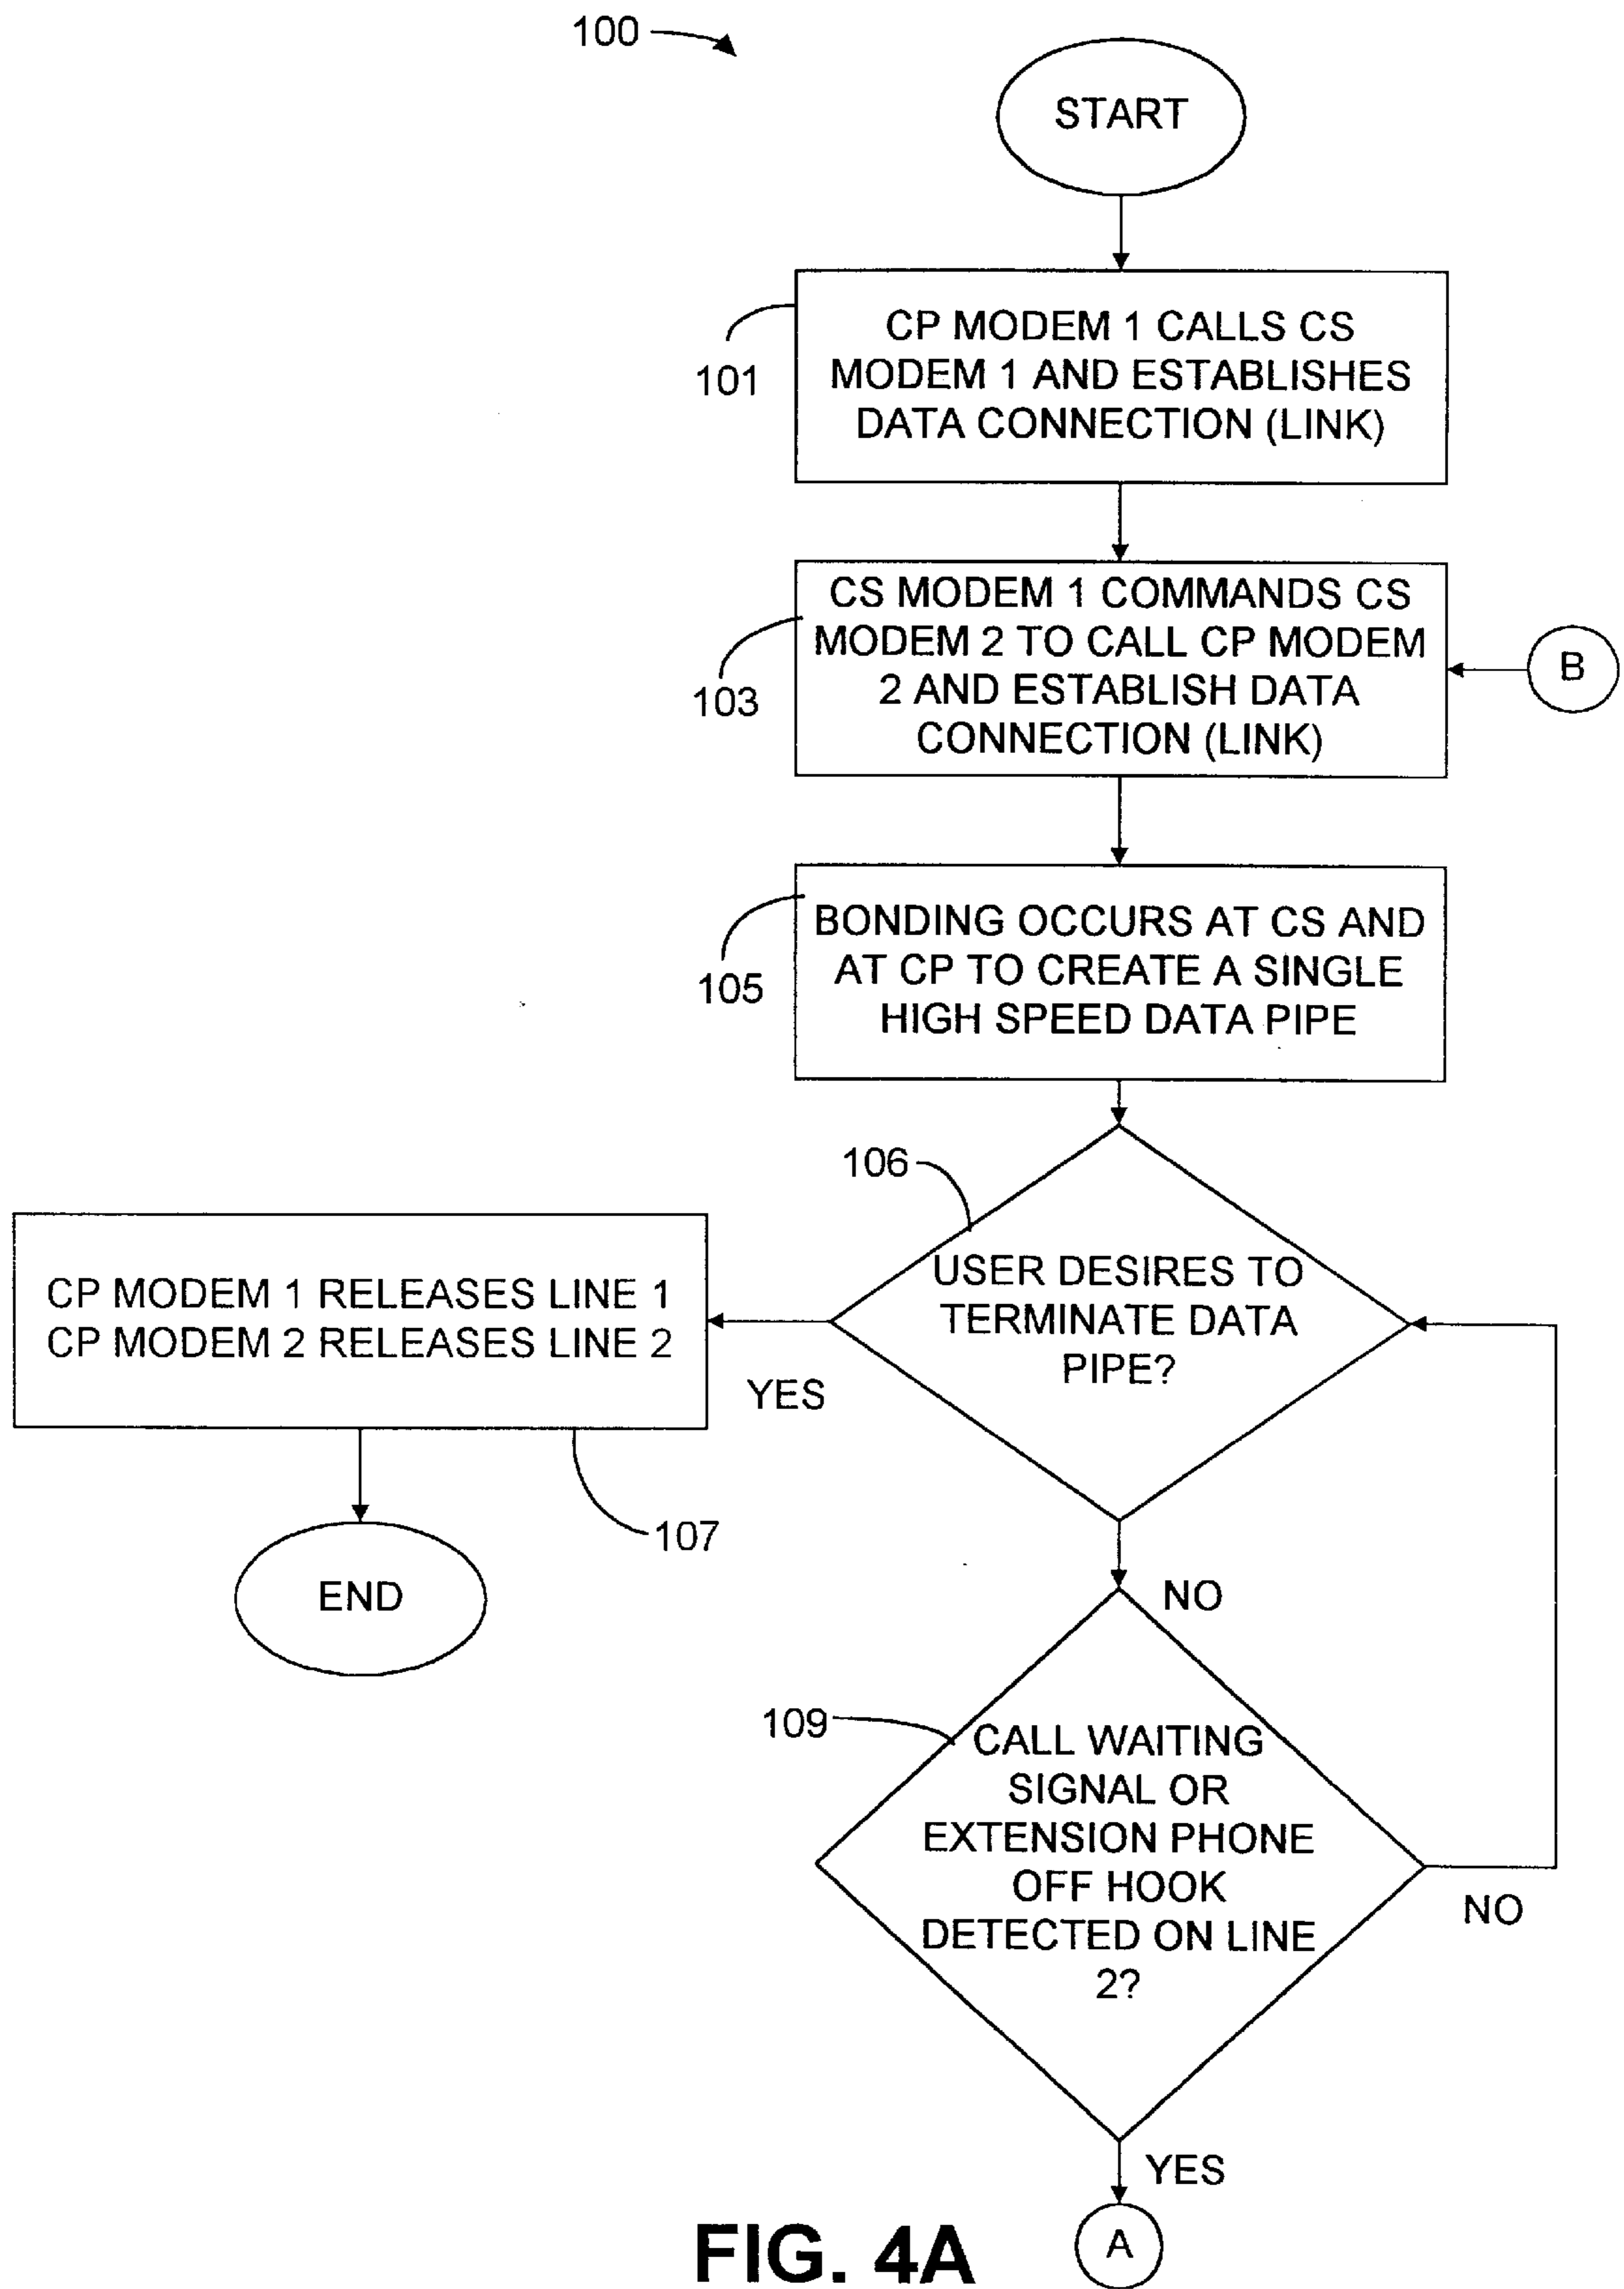 100
START
101
CP MODEM 1 CALLS CS
MODEM 1 AND ESTABLISHES
DATA CONNECTION (LINK)
103
CS MODEM 1 COMMANDS CS
MODEM 2 TO CALL CP MODEM
2 AND ESTABLISH DATA
CONNECTION (LINK)
B
105
BONDING OCCURS AT CS AND
AT CP TO CREATE A SINGLE
HIGH SPEED DATA PIPE
106
USER DESIRES TO
TERMINATE DATA
PIPE?
YES
CP MODEM 1 RELEASES LINE 1
CP MODEM 2 RELEASES LINE 2
107
END
NO
109
CALL WAITING
SIGNAL OR
EXTENSION PHONE
OFF HOOK
DETECTED ON LINE
2?
NO
YES
A
FIG. 4A